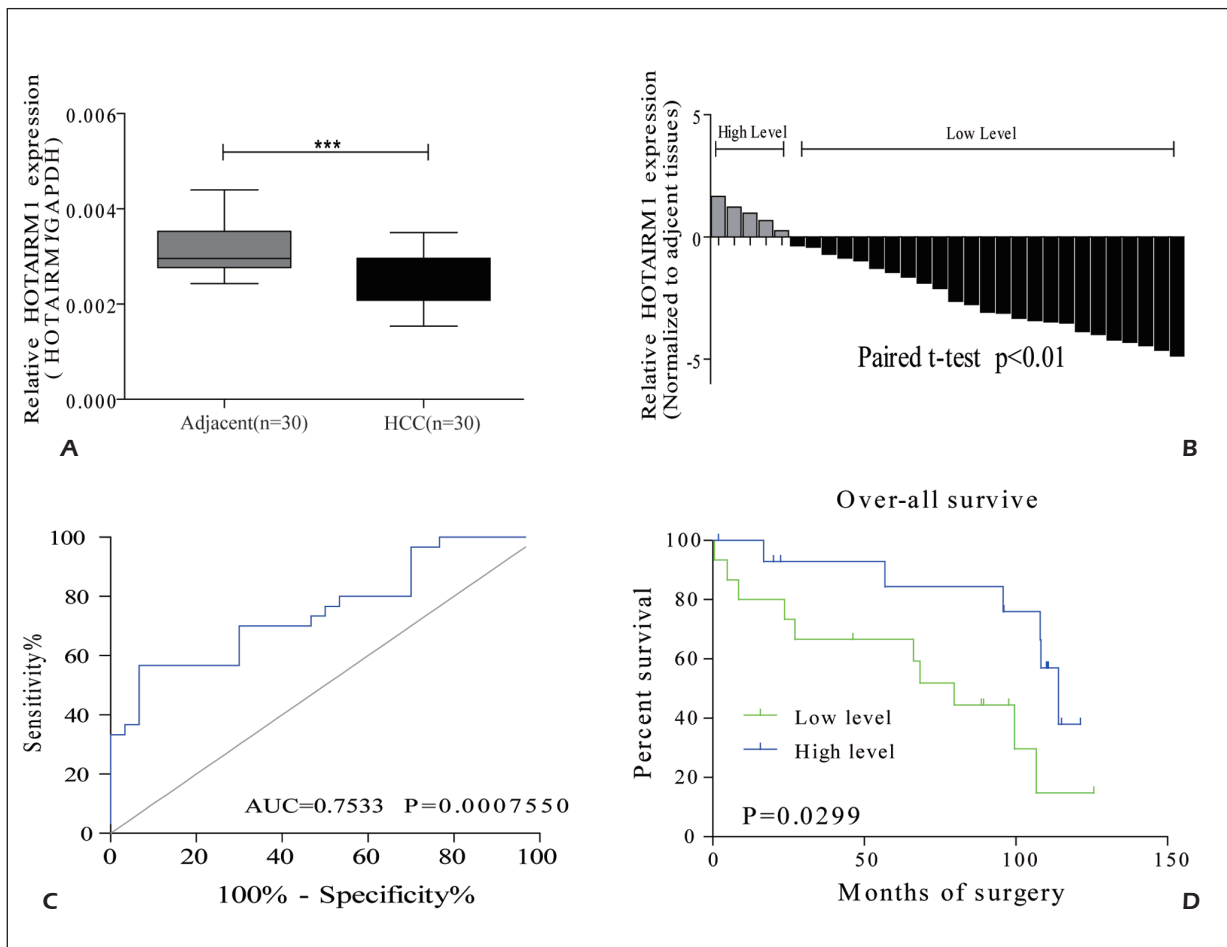 Relative HOTAIRM1 expression
( HOTAIRM1/GAPDH)
0.006
0.004
0.002
0.000
***
Adjacent(n=30)
HCC(n=30)
A
Relative HOTAIRM1 expression
(Normalized to adjcent tissues)
5
0
-5
High Level
Low Level
Paired t-test p<0.01
B
Sensitivity%
100
80
60
40
20
0
AUC=0.7533 P=0.0007550
0
20
40
60
80
100
100% - Specificity%
C
Over-all survive
Percent survival
100
80
60
40
20
0
Low level
High level
P=0.0299
0
50
100
150
Months of surgery
D